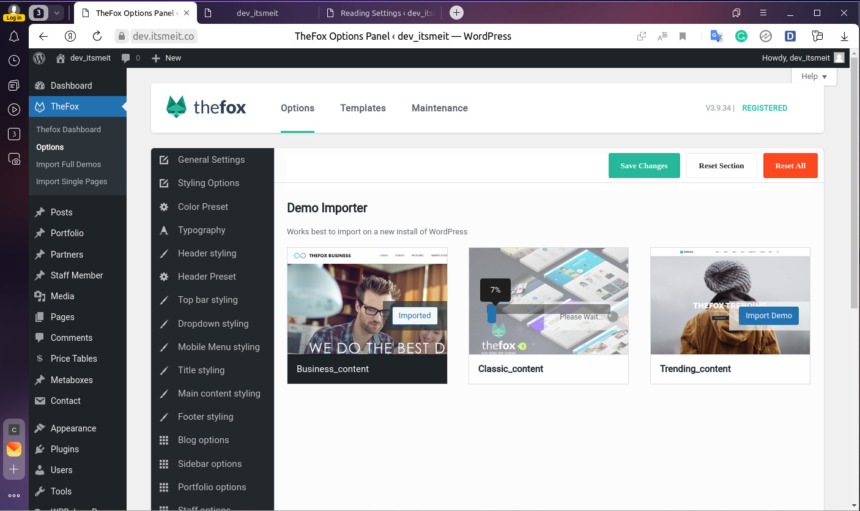 Log in
3
TheFox Options Panel ‹
dev_itsmeit
Reading Settings ‹ dev_its
dev.itsmeit.co
TheFox Options Panel ‹ dev_itsmeit — WordPress
dev_itsmeit
0
New
Howdy, dev_itsmeit
Help
Dashboard
TheFox
Thefox Dashboard
Options
Import Full Demos
Import Single Pages
Posts
Portfolio
Partners
Staff Member
Media
Pages
Comments
Price Tables
Metaboxes
Contact
Appearance
Plugins
Users
Tools
3
C
thefox
Options
Templates
Maintenance
V3.9.34 |
REGISTERED
General Settings
Styling Options
Color Preset
Typography
Header styling
Header Preset
Top bar styling
Dropdown styling
Mobile Menu styling
Title styling
Main content styling
Footer styling
Blog options
Sidebar options
Portfolio options
Staff options
Save Changes
Reset Section
Reset All
Demo Importer
Works best to import on a new install of WordPress
THEFOX BUSINESS
Imported
WE DO THE BEST D
Business_content
7%
Please Wait...
thefox
Classic_content
THEFOX TREND
Import Demo
Trending_content